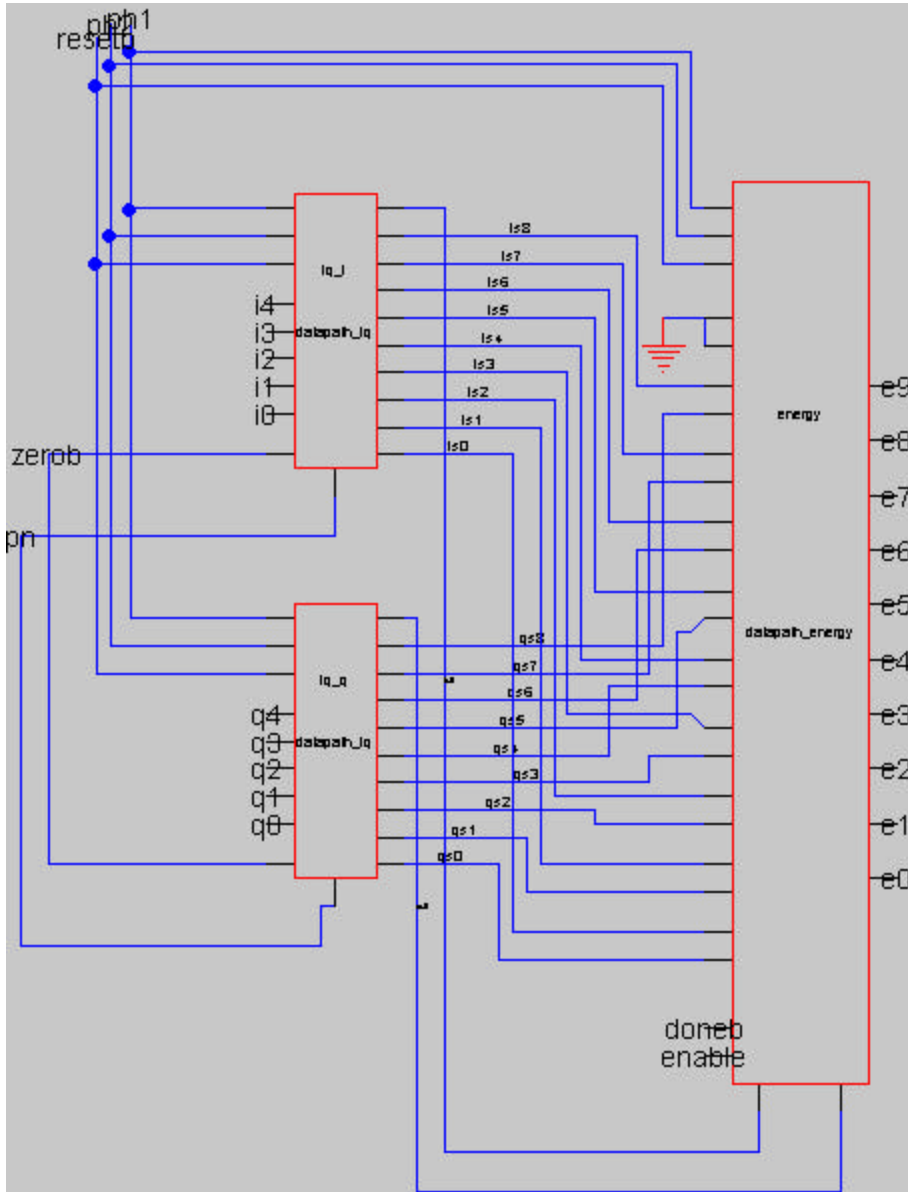 ph1
ph2
resetb
iq_i
datapath_iq
i4
i3
i2
i1
i0
zerob
pn
is8
is7
is6
is5
is4
is3
is2
is1
is0
iq_q
datapath_iq
q4
q3
q2
q1
q0
qs8
qs7
qs6
qs5
qs4
qs3
qs2
qs1
qs0
energy
datapath_energy
e9
e8
e7
e6
e5
e4
e3
e2
e1
e0
doneb
enable